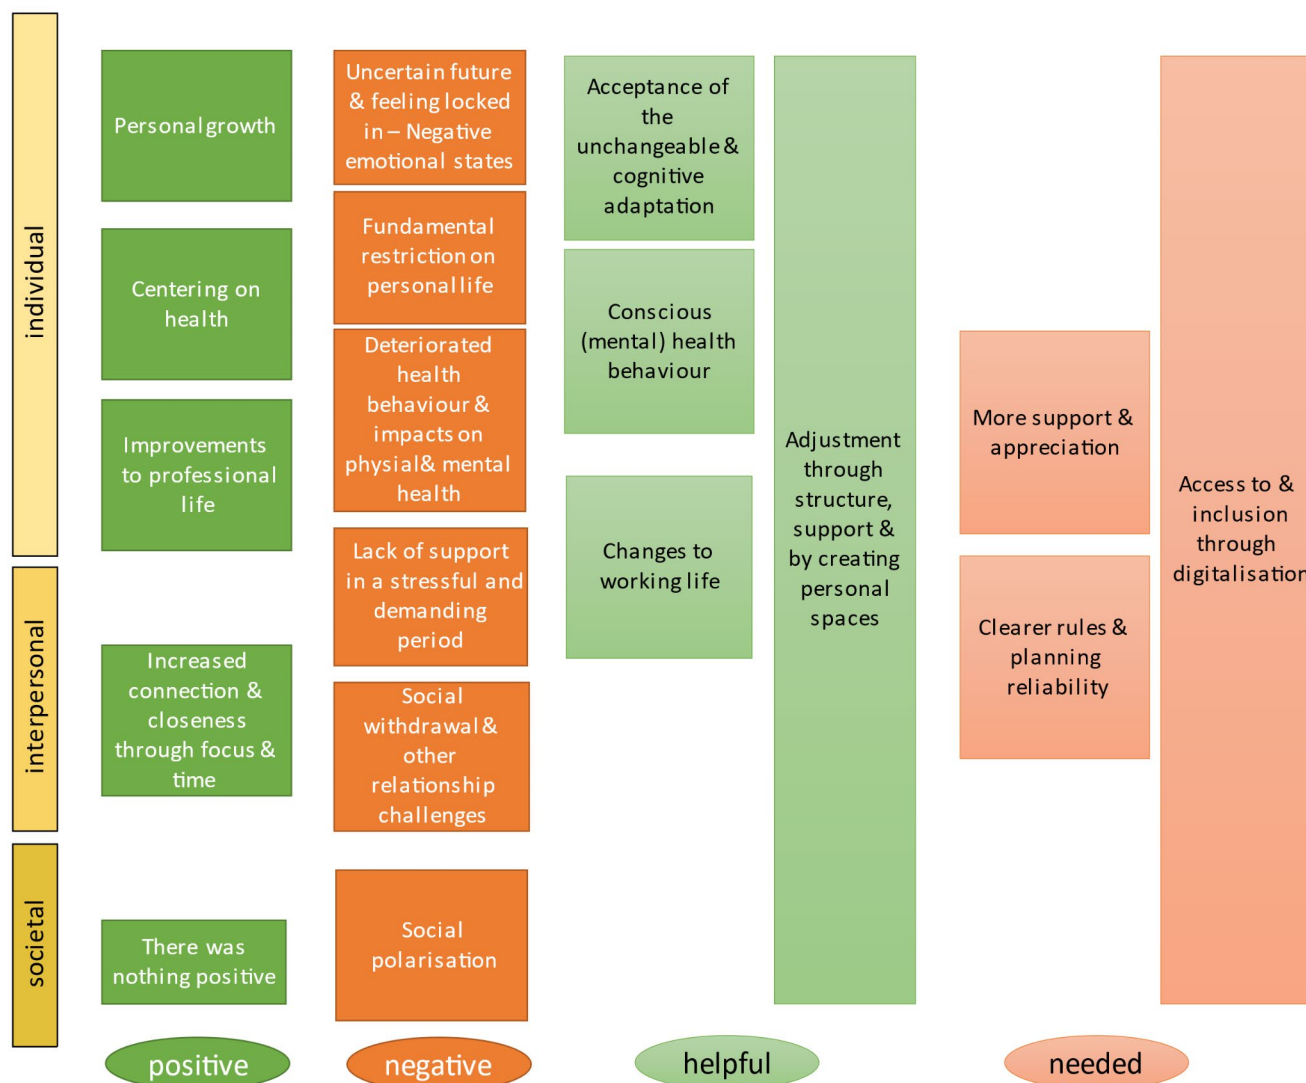 individual
interpersonal
societal
Personal growth
Centering on
health
Improvements
to professional
life
Increased
connection &
closeness
through focus &
time
There was
nothing positive
positive
Uncertain future
& feeling locked
in – Negative
emotional states
Fundamental
restriction on
personal life
Deteriorated
health
behaviour &
impacts on
physial & mental
health
Lack of support
in a stressful and
demanding
period
Social
withdrawal &
other
relationship
challenges
Social
polarisation
negative
Acceptance of
the
unchangeable &
cognitive
adaptation
Conscious
(mental) health
behaviour
Changes to
working life
Adjustment
through
structure,
support &
by creating
personal
spaces
helpful
More support &
appreciation
Clearer rules &
planning
reliability
Access to &
inclusion
through
digitalisation
needed